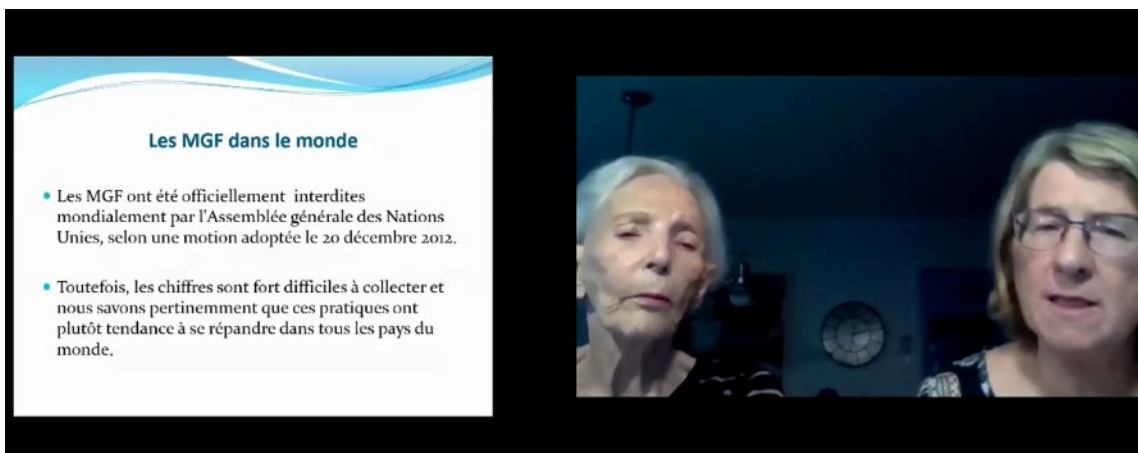 Les MGF dans le monde
Les MGF ont été officiellement interdites
mondialement par l'Assemblée générale des Nations
Unies, selon une motion adoptée le 20 décembre 2012.
Toutefois, les chiffres sont fort difficiles à collecter et
nous savons pertinemment que ces pratiques ont
plutôt tendance à se répandre dans tous les pays du
monde.